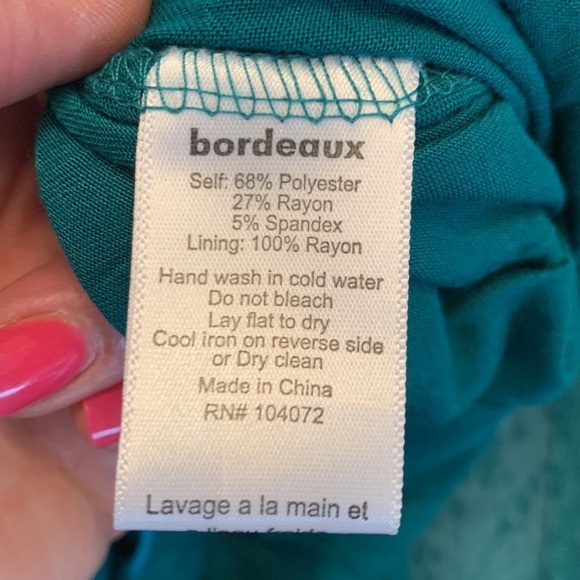 bordeaux
Self: 68% Polyester
27% Rayon
5% Spandex
Lining: 100% Rayon
Hand wash in cold water
Do not bleach
Lay flat to dry
Cool iron on reverse side
or Dry clean
Made in China
RN# 104072
Lavage a la main et